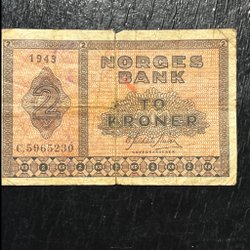 1943
NORGES
BANK
2
TO
KRONER
C.5965230